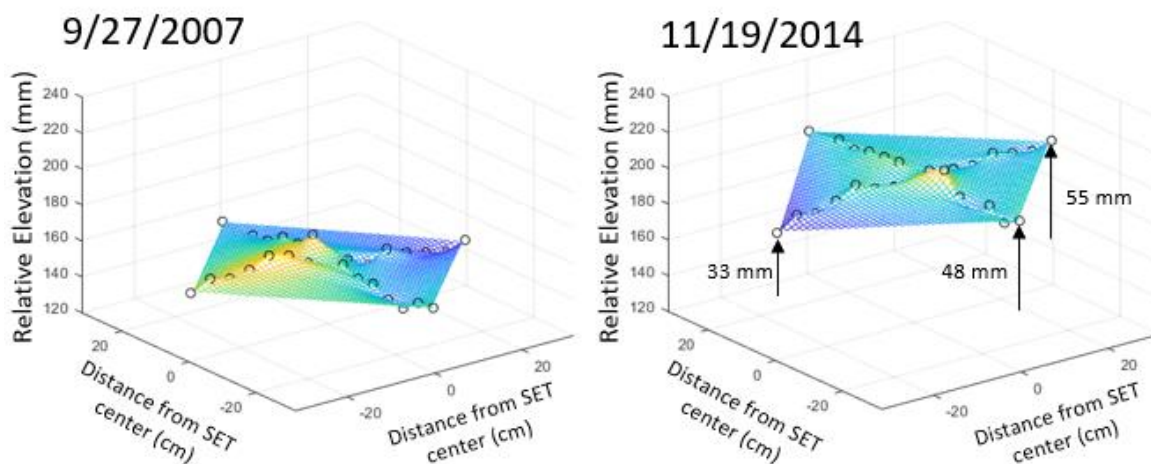 9/27/2007
Relative Elevation (mm)
240
220
200
180
160
140
120
20
0
-20
Distance from SET
center (cm)
-20
0
20
Distance from SET
center (cm)
11/19/2014
Relative Elevation (mm)
240
220
200
180
160
140
120
33 mm
48 mm
55 mm
20
0
-20
Distance from SET
center (cm)
-20
0
20
Distance from SET
center (cm)